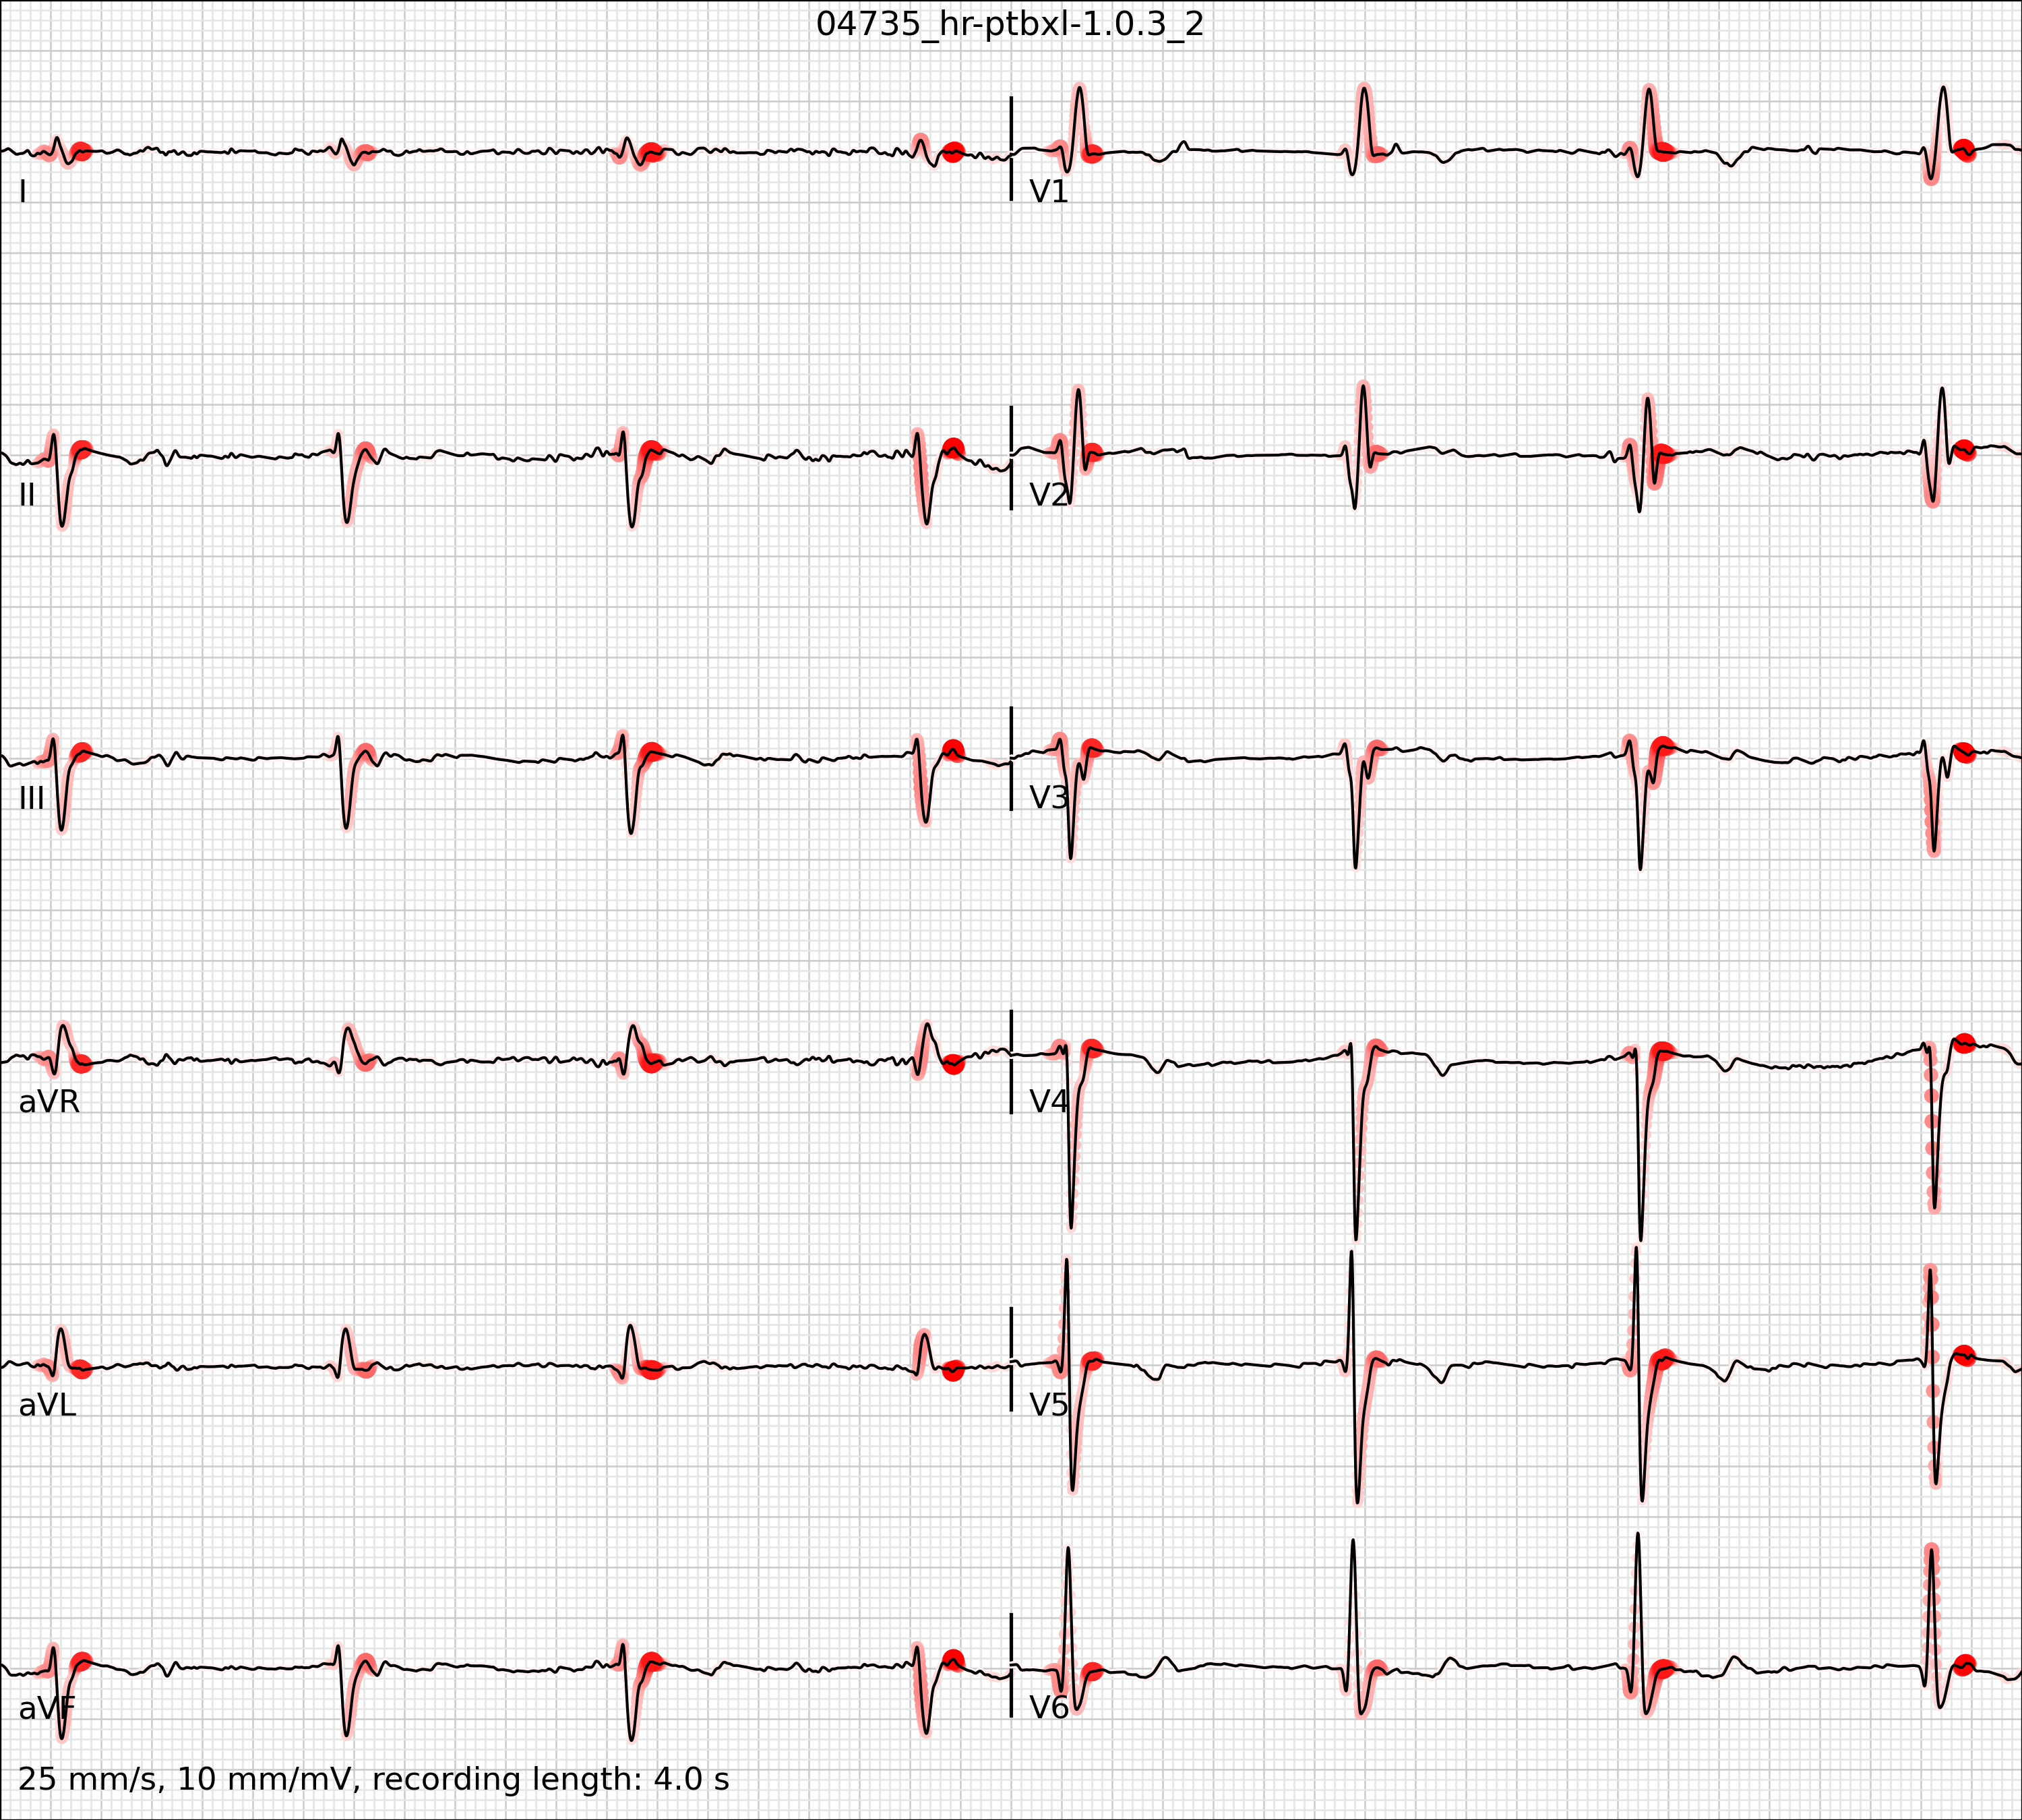 04735_hr-ptbxl-1.0.3_2
I
V1
II
V2
III
V3
aVR
V4
aVL
V5
aVF
V6
25 mm/s, 10 mm/mV, recording length: 4.0 s